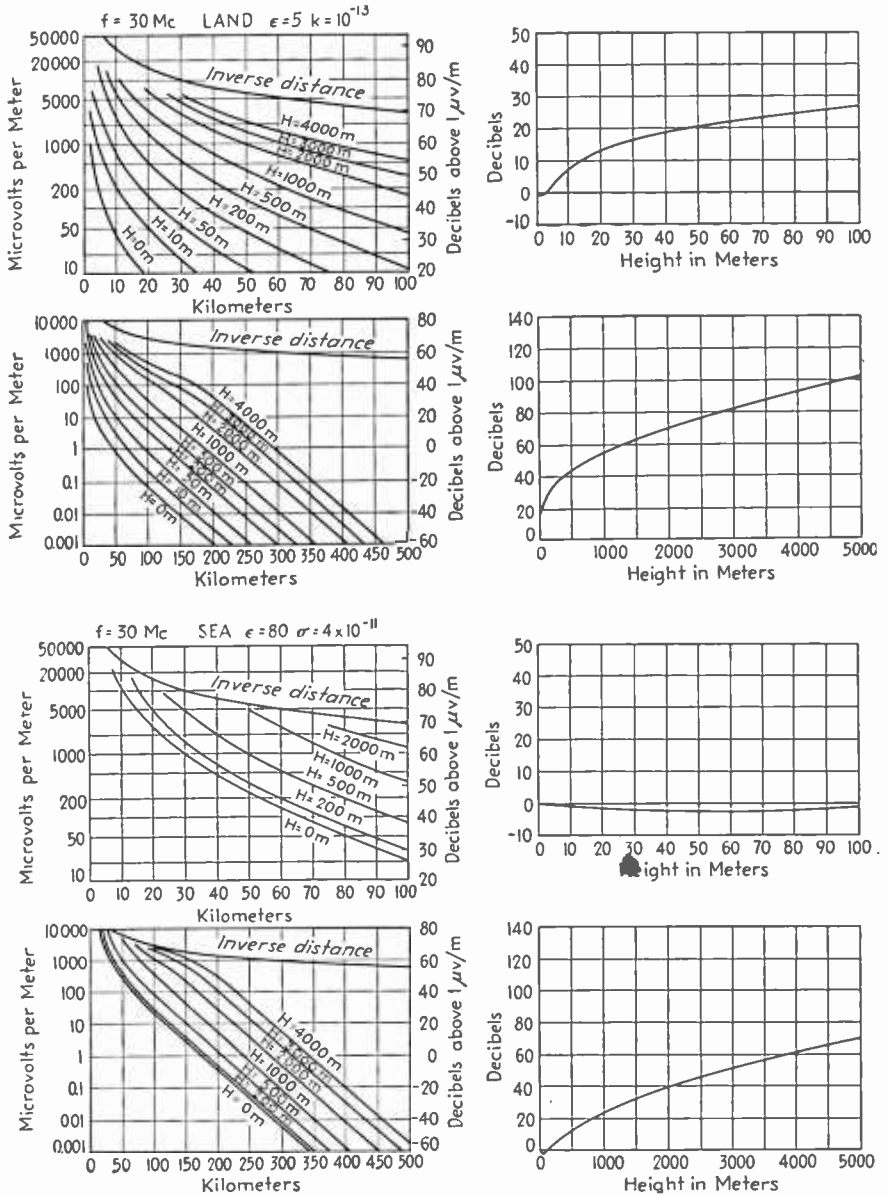 f = 30 Mc LAND ϵ=5 k=10⁻¹³
Microvolts per Meter
50000
20000
5000
1000
200
50
10
Inverse distance
H=4000m
H=2000m
H=1000m
H=500m
H=200m
H=50m
H=10m
H=0m
0 10 20 30 40 50 60 70 80 90 100
Kilometers
90
80
70
60
50
40
30
20
Decibels above 1μv/m
Decibels
50
40
30
20
10
0
-10
0 10 20 30 40 50 60 70 80 90 100
Height in Meters
Microvolts per Meter
10000
1000
100
10
1
0.1
0.01
0.001
Inverse distance
H=4000m
H=2000m
H=1000m
H=50m
H=10m
H=0m
0 50 100 150 200 250 300 350 400 450 500
Kilometers
80
60
40
20
0
-20
-40
-60
Decibels above 1μv/m
Decibels
140
120
100
80
60
40
20
0
0 1000 2000 3000 4000 5000
Height in Meters
f=30 Mc SEA ϵ=80 σ=4x10⁻¹¹
Microvolts per Meter
50000
20000
5000
1000
200
50
10
Inverse distance
H=2000m
H=1000m
H=500m
H=200m
H=0m
0 10 20 30 40 50 60 70 80 90 100
Kilometers
90
80
70
60
50
40
30
20
Decibels above 1μv/m
Decibels
50
40
30
20
10
0
-10
0 10 20 30 40 50 60 70 80 90 100.
eight in Meters
Microvolts per Meter
10000
1000
100
10
1
0.1
001
0.001
Inverse distance
H=4000m
H=1000m
H=0m
0 50 100 150 200 250 300 350 400 450 500
Kilometers
80
60
40
20
0
-20
-40
-60
Decibels above 1μv/m
Decibels
140
120
100
80
60
40
20
0
0 1000 2000 3000 4000 5000
Height in Meters